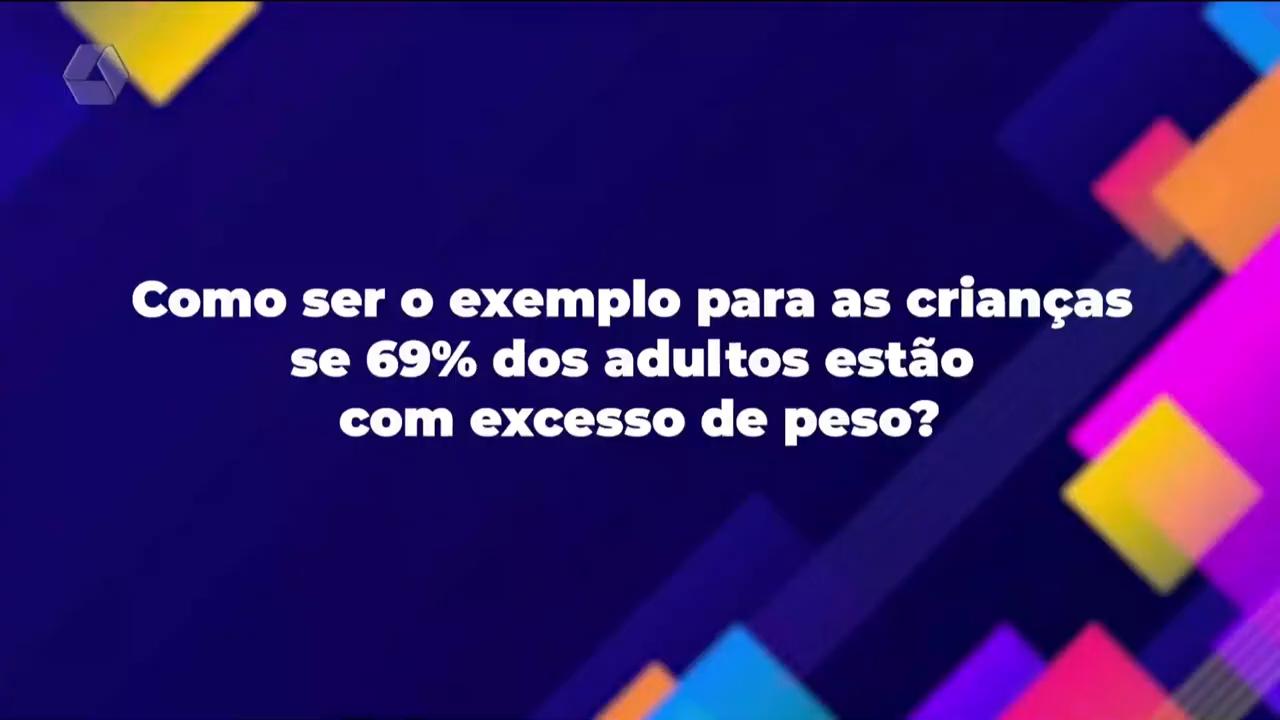 Como ser o exemplo para as crianças
se 69% dos adultos estão
com excesso de peso?